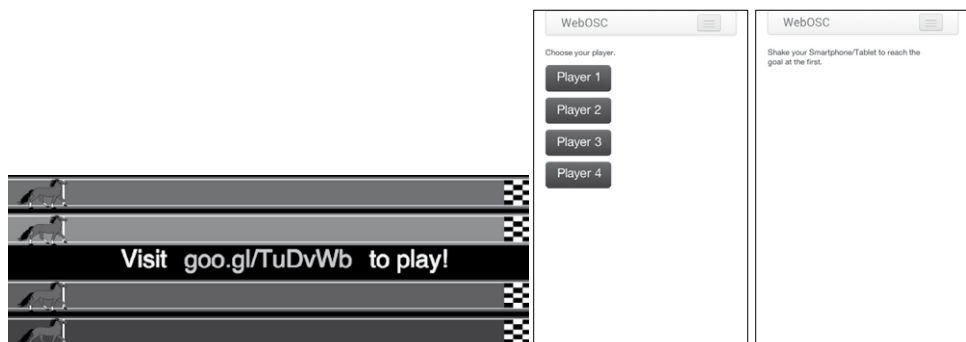 Visit goo.gl/TuDvWb to play!
WebOSC
Choose your player.
Player 1
Player 2
Player 3
Player 4
WebOSC
Shake your Smartphone/Tablet to reach the
goal at the first.